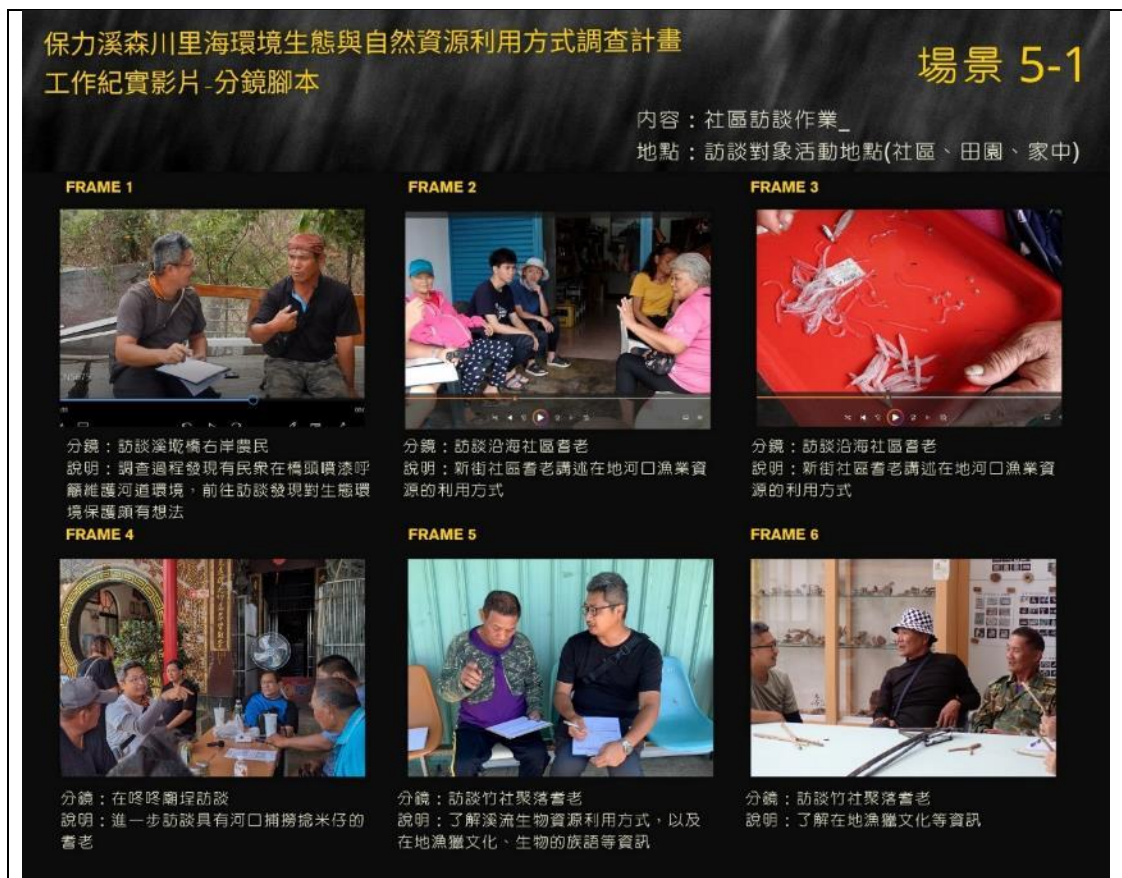 保力溪森川里海環境生態與自然資源利用方式調查計畫
工作紀實影片-分鏡腳本
場景 5-1
內容：社區訪談作業_
地點：訪談對象活動地點(社區、田園、家中)
FRAME 1
分鏡：訪談溪墘橋右岸農民
說明：調查過程發現有民衆在橋頭噴漆呼
籲維護河道環境，前往訪談發現對生態環
境保護頗有想法
FRAME 2
分鏡：訪談沿海社區耆老
說明：新街社區耆老講述在地河口漁業資
源的利用方式
FRAME 3
分鏡：訪談沿海社區耆老
說明：新街社區耆老講述在地河口漁業資
源的利用方式
FRAME 4
分鏡：在咚咚廟埕訪談
說明：進一步訪談具有河口捕撈捻米仔的
耆老
FRAME 5
分鏡：訪談竹社聚落耆老
說明：了解溪流生物資源利用方式，以及
在地漁獵文化、生物的族語等資訊
FRAME 6
分鏡：訪談竹社聚落耆老
說明：了解在地漁獵文化等資訊